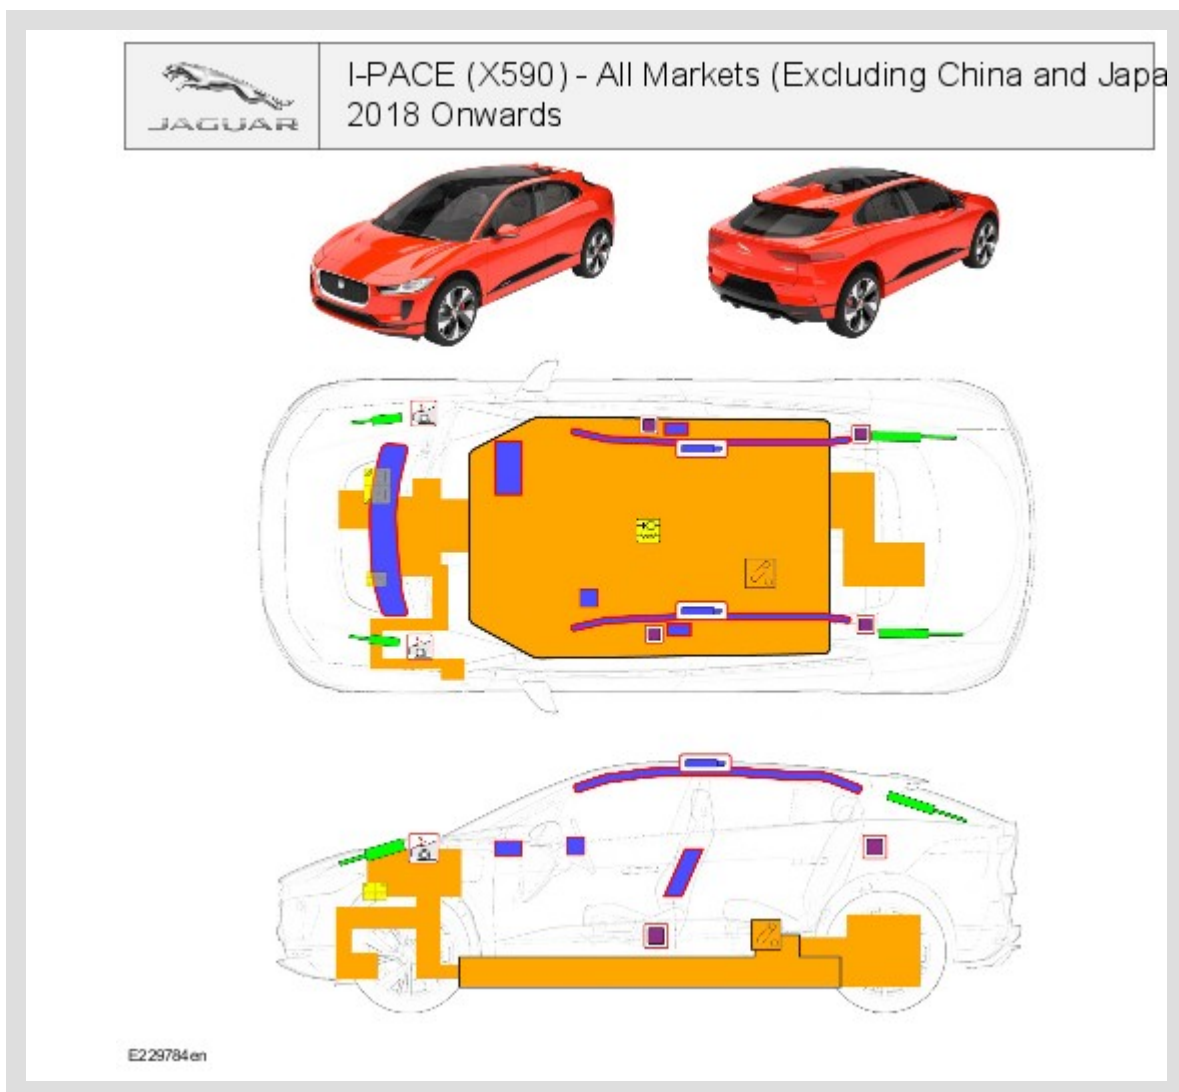 JAGUAR
I-PACE (X590) - All Markets (Excluding China and Japa
2018 Onwards
E229784en